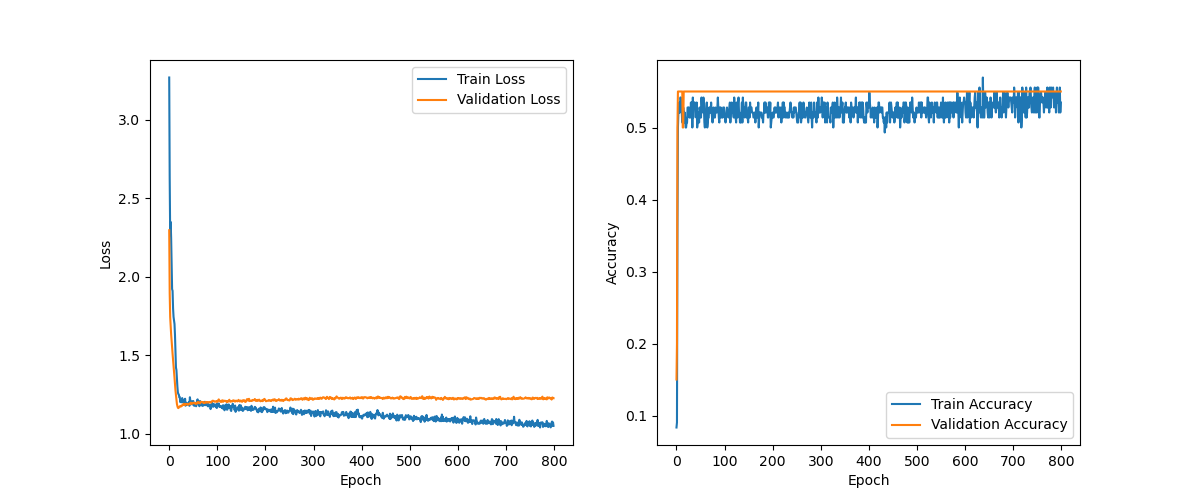 Train Loss
Validation Loss
3.0
2.5
2.0
1.5
1.0
Loss
0 100 200 300 400 500 600 700 800
Epoch
0.5
0.4
0.3
0.2
0.1
Accuracy
Train Accuracy
Validation Accuracy
0 100 200 300 400 500 600 700 800
Epoch